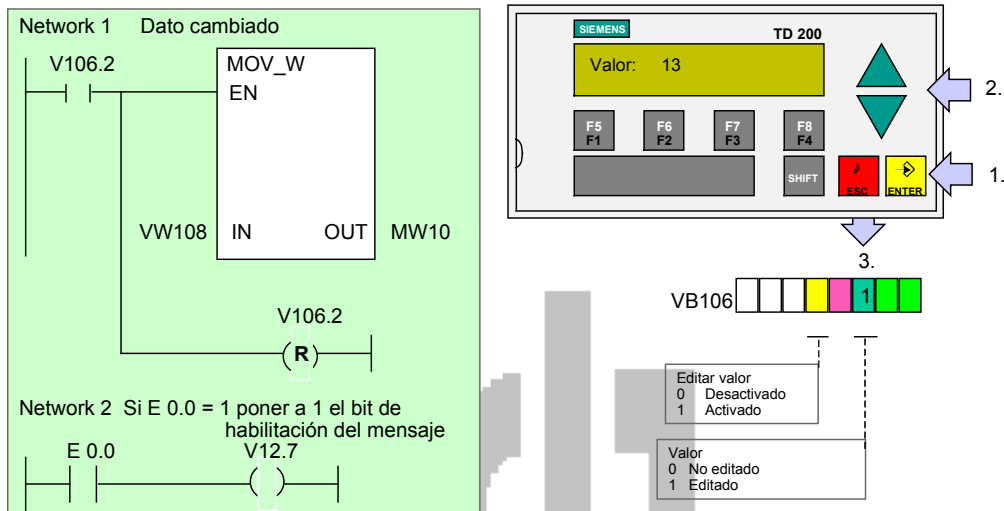 Network 1 Dato cambiado
V106.2
MOV_W
EN
VW108 IN OUT MW10
V106.2
R
Network 2 Si E 0.0 = 1 poner a 1 el bit de
habilitación del mensaje
E 0.0 V12.7
SIEMENS
TD 200
Valor: 13
F5 F6 F7 F8
F1 F2 F3 F4
SHIFT
ESC ENTER
2.
1.
3.
VB106 1
Editar valor
0 Desactivado
1 Activado
Valor
0 No editado
1 Editado